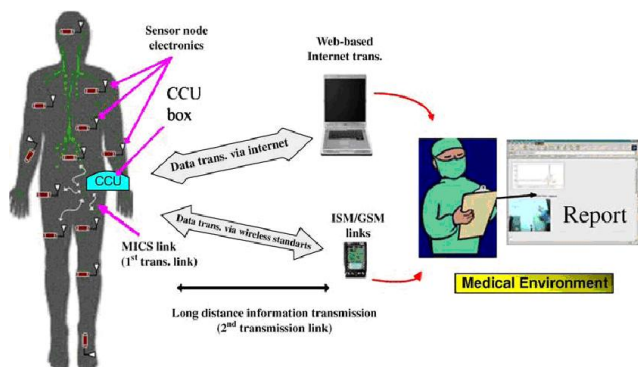 Sensor node
electronics
CCU
box
CCU
MICS link
(1st trans. link)
Web-based
Internet trans.
Data trans. via internet
Data trans. via wireless standarts
ISM/GSM
links
Long distance information transmission
(2nd transmission link)
Report
Medical Environment